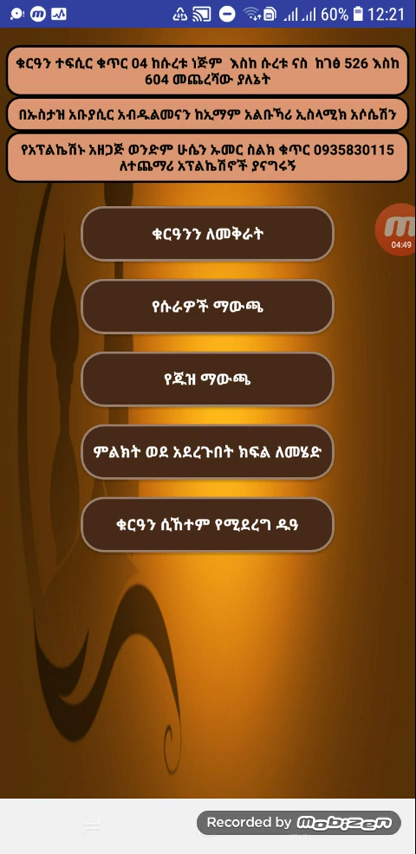 60% 12:21
ቁርዓን ተፍሲር ቁጥር 04 ከሱረቱ ነጅም እስከ ሱረቱ ናስ ከገፅ 526 እስከ
604 መጨረሻው ያለኔት
በኡስታዝ አቡያሲር አብዱልመናን ከኢማም አልቡኻሪ ኢስላሚክ አሶሴሽን
የአፕልኬሽኑ አዘጋጅ ወንድም ሁሴን ኡመር ስልክ ቁጥር 0935830115
ለተጨማሪ አፕልኬሽኖች ያናግሩኝ
ቁርዓንን ለመቅራት
04:49
የሱራዎች ማውጫ
የጁዝ ማውጫ
ምልክት ወደ አደረጉበት ክፍል ለመሄድ
ቁርዓን ሲኸተም የሚደረግ ዱዓ
Recorded by mobizen